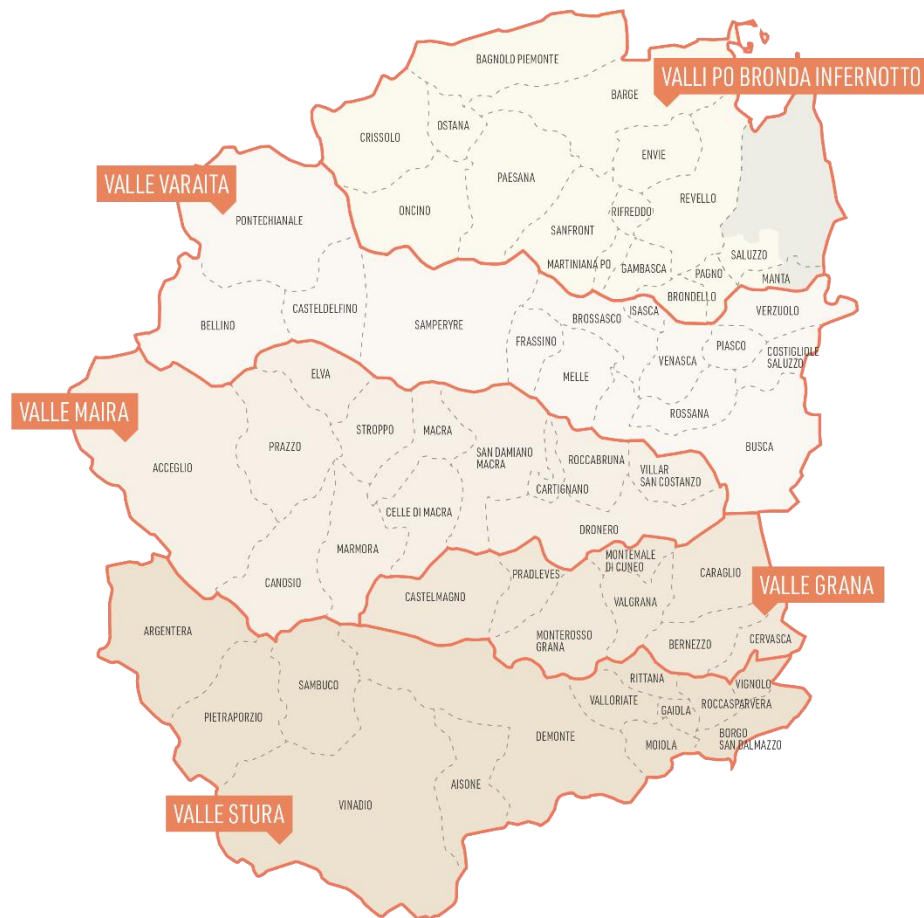 BAGNOLO PIEMONTE
VALLI PO BRONDA INFERNOTTO
BARGE
CRISSOLO
OSTANA
ENVIE
VALLE VARAITA
PAESANA
PONTECHIANALE
ONCINO
RIFREDDO
REVELLO
SANFRONT
SALUZZO
MARTINIANA PO
GAMBASCA
PAGNO
MANTA
BRONDELLO
CASTELDELFINO
ISASCA
VERZUOLO
BELLINO
SAMPERYRE
BROSSASCO
FRASSINO
PIASCO
COSTIGLIOLE
SALUZZO
VENASCA
MELLE
ELVA
VALLE MAIRA
ROSSANA
STROPPO
MACRA
PRAZZO
BUSCA
SAN DAMIANO
MACRA
ROCCABRUNA
ACCEGLIO
VILLAR
SAN COSTANZO
CARTIGNANO
CELLE DI MACRA
DRONERO
MARMORA
MONTEMALE
DI CUNEO
CANOSIO
PRADLEVES
CARAGLIO
VALLE GRANA
CASTELMAGNO
VALGRANA
ARGENTERA
MONTEROSSO
GRANA
BERNEZZO
CERVASCA
SAMBUCO
RITTANA
VIGNOLO
VALLORIATE
GAIOLA
ROCCASPARVERA
PIETRAPORZIO
DEMONTE
MOIOLA
BORGO
SAN DALMAZZO
AISONE
VINADIO
VALLE STURA